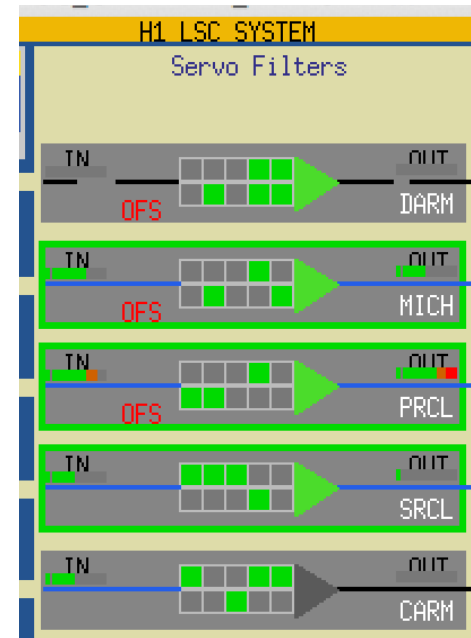 H1 LSC SYSTEM
Servo Filters
IN OUT
OFS DARM
IN OUT
OFS MICH
IN OUT
OFS PRCL
IN OUT
SRCL
IN OUT
CARM